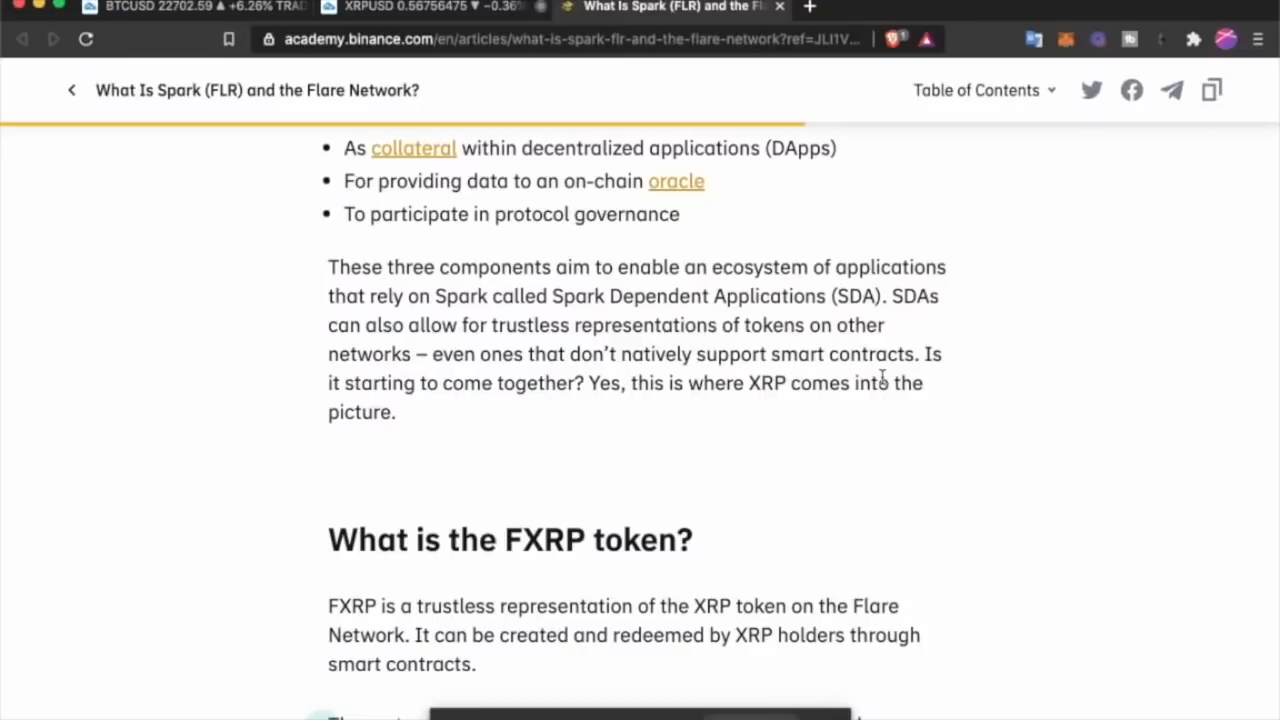 BTCUSD 22702.59 ▲ +6.26% TRAD
XRPUSD 0.56756475 ▼ −0.36%
What Is Spark (FLR) and the Fl
academy.binance.com/en/articles/what-is-spark-flr-and-the-flare-network?ref=JLI1V...
1
What Is Spark (FLR) and the Flare Network?
Table of Contents
• As collateral within decentralized applications (DApps)
• For providing data to an on-chain oracle
• To participate in protocol governance
These three components aim to enable an ecosystem of applications
that rely on Spark called Spark Dependent Applications (SDA). SDAs
can also allow for trustless representations of tokens on other
networks – even ones that don't natively support smart contracts. Is
it starting to come together? Yes, this is where XRP comes into the
picture.
What is the FXRP token?
FXRP is a trustless representation of the XRP token on the Flare
Network. It can be created and redeemed by XRP holders through
smart contracts.